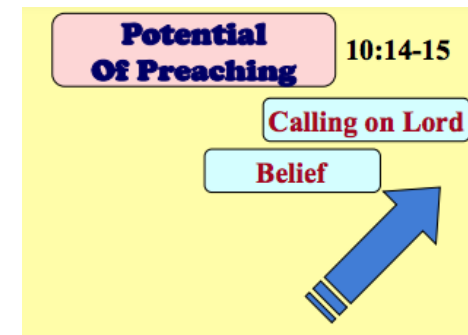 Potential
Of Preaching
10:14-15
Calling on Lord
Belief